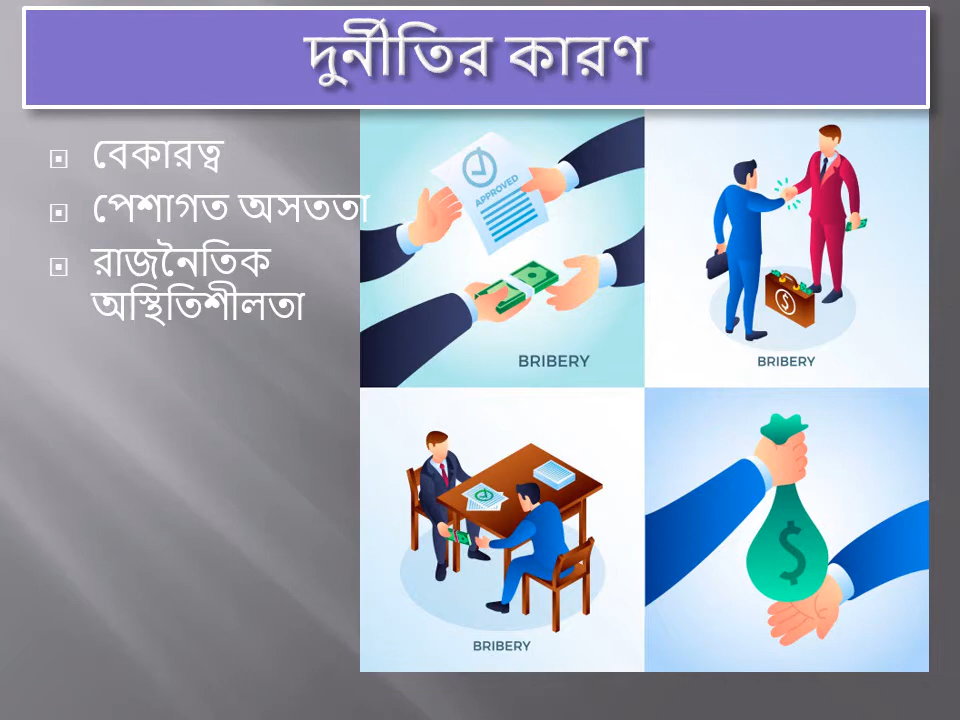 দুর্নীতির কারণ
বেকারত্ব
পেশাগত অসততা
রাজনৈতিক
অস্থিতিশীলতা
APPROVED
BRIBERY
BRIBERY
BRIBERY